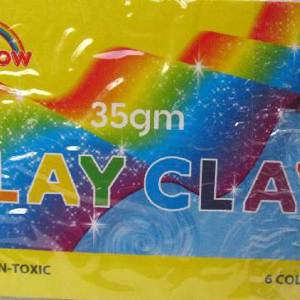 OW
35gm
LAY CLAY
N-TOXIC
6 COL